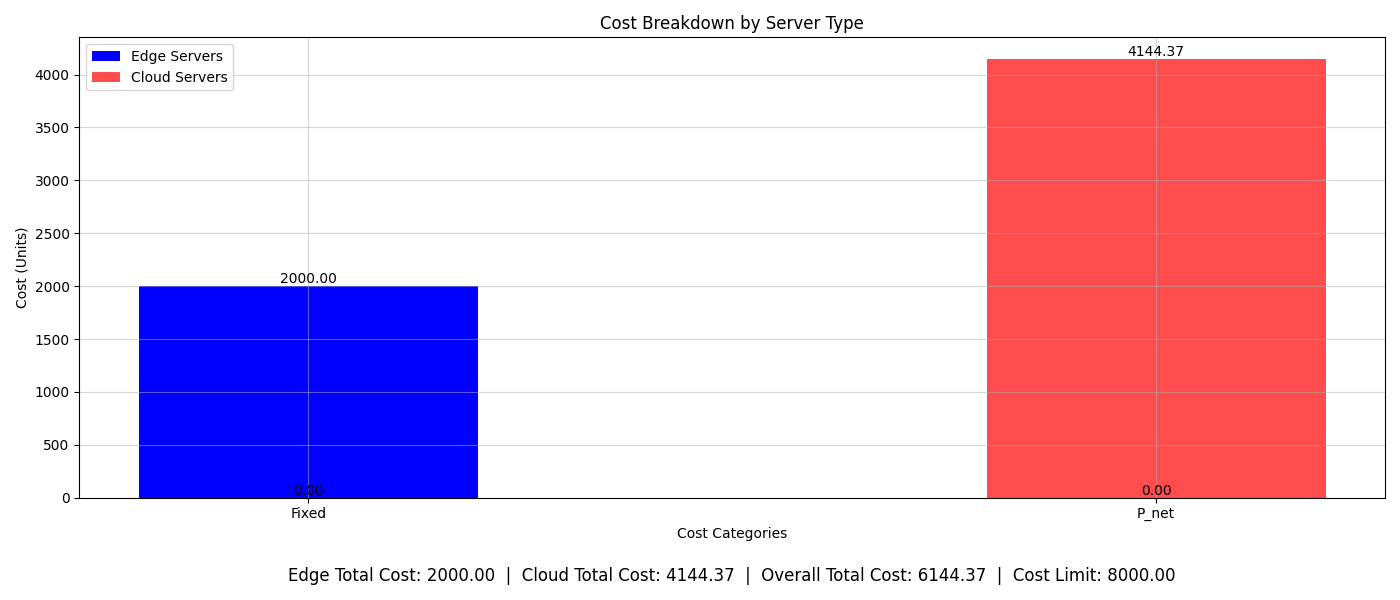 Cost Breakdown by Server Type
Edge Servers
Cloud Servers
4144.37
4000
3500
3000
2500
2000
1500
1000
500
0
Cost (Units)
2000.00
0.00
0.00
Fixed
P_net
Cost Categories
Edge Total Cost: 2000.00 | Cloud Total Cost: 4144.37 | Overall Total Cost: 6144.37 | Cost Limit: 8000.00